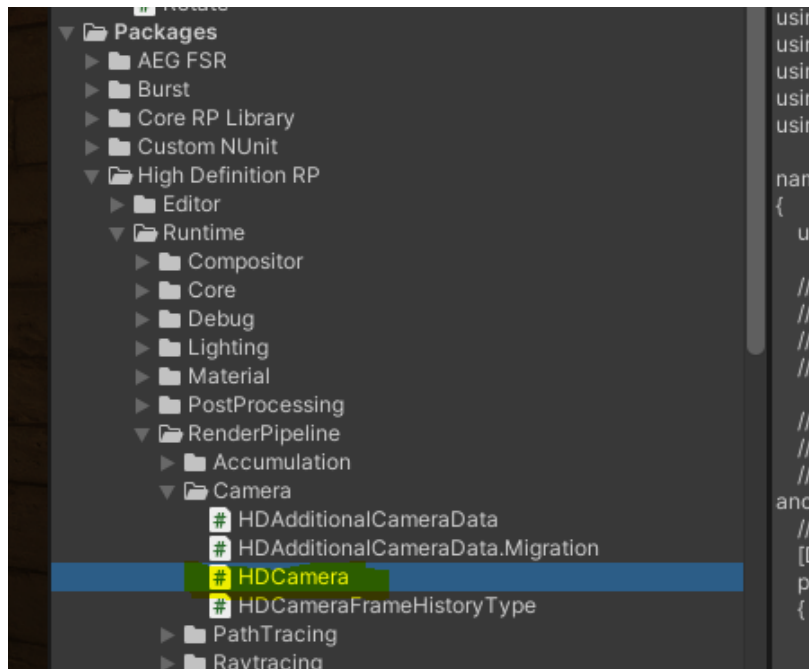 Rotate
Packages
AEG FSR
Burst
Core RP Library
Custom NUnit
High Definition RP
Editor
Runtime
Compositor
Core
Debug
Lighting
Material
PostProcessing
RenderPipeline
Accumulation
Camera
# HDAdditionalCameraData
# HDAdditionalCameraData.Migration
# HDCamera
# HDCameraFrameHistoryType
PathTracing
Raytracing
{
//
//
//
//
//
//
//
//
{